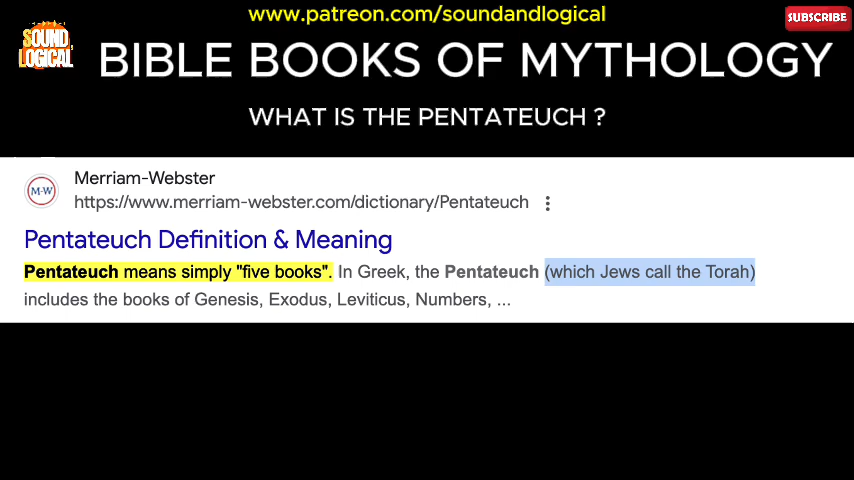 www.patreon.com/soundandlogical
SUBSCRIBE
SOUND
LOGICAL
BIBLE BOOKS OF MYTHOLOGY
WHAT IS THE PENTATEUCH ?
M-W
Merriam-Webster
https://www.merriam-webster.com/dictionary/Pentateuch
Pentateuch Definition & Meaning
Pentateuch means simply "five books". In Greek, the Pentateuch (which Jews call the Torah)
includes the books of Genesis, Exodus, Leviticus, Numbers, ...